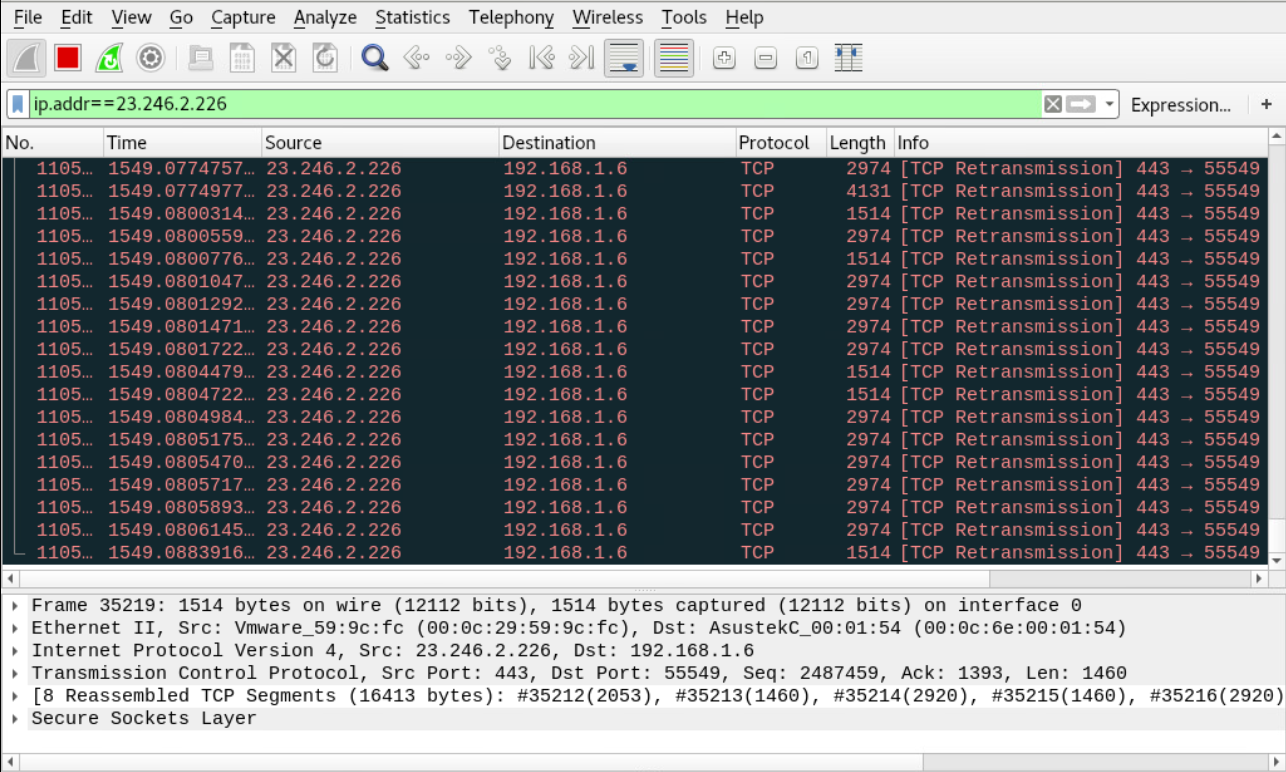 File Edit View Go Capture Analyze Statistics Telephony Wireless Tools Help
ip.addr==23.246.2.226 Expression... +
No. Time Source Destination Protocol Length Info
1105… 1549.0774757… 23.246.2.226 192.168.1.6 TCP 2974 [TCP Retransmission] 443 → 55549
1105… 1549.0774977… 23.246.2.226 192.168.1.6 TCP 4131 [TCP Retransmission] 443 → 55549
1105… 1549.0800314… 23.246.2.226 192.168.1.6 TCP 1514 [TCP Retransmission] 443 → 55549
1105… 1549.0800559… 23.246.2.226 192.168.1.6 TCP 2974 [TCP Retransmission] 443 → 55549
1105… 1549.0800776… 23.246.2.226 192.168.1.6 TCP 1514 [TCP Retransmission] 443 → 55549
1105… 1549.0801047… 23.246.2.226 192.168.1.6 TCP 2974 [TCP Retransmission] 443 → 55549
1105… 1549.0801292… 23.246.2.226 192.168.1.6 TCP 2974 [TCP Retransmission] 443 → 55549
1105… 1549.0801471… 23.246.2.226 192.168.1.6 TCP 2974 [TCP Retransmission] 443 → 55549
1105… 1549.0801722… 23.246.2.226 192.168.1.6 TCP 2974 [TCP Retransmission] 443 → 55549
1105… 1549.0804479… 23.246.2.226 192.168.1.6 TCP 1514 [TCP Retransmission] 443 → 55549
1105… 1549.0804722… 23.246.2.226 192.168.1.6 TCP 1514 [TCP Retransmission] 443 → 55549
1105… 1549.0804984… 23.246.2.226 192.168.1.6 TCP 2974 [TCP Retransmission] 443 → 55549
1105… 1549.0805175… 23.246.2.226 192.168.1.6 TCP 2974 [TCP Retransmission] 443 → 55549
1105… 1549.0805470… 23.246.2.226 192.168.1.6 TCP 2974 [TCP Retransmission] 443 → 55549
1105… 1549.0805717… 23.246.2.226 192.168.1.6 TCP 2974 [TCP Retransmission] 443 → 55549
1105… 1549.0805893… 23.246.2.226 192.168.1.6 TCP 2974 [TCP Retransmission] 443 → 55549
1105… 1549.0806145… 23.246.2.226 192.168.1.6 TCP 2974 [TCP Retransmission] 443 → 55549
1105… 1549.0883916… 23.246.2.226 192.168.1.6 TCP 1514 [TCP Retransmission] 443 → 55549
Frame 35219: 1514 bytes on wire (12112 bits), 1514 bytes captured (12112 bits) on interface 0
Ethernet II, Src: Vmware_59:9c:fc (00:0c:29:59:9c:fc), Dst: AsustekC_00:01:54 (00:0c:6e:00:01:54)
Internet Protocol Version 4, Src: 23.246.2.226, Dst: 192.168.1.6
Transmission Control Protocol, Src Port: 443, Dst Port: 55549, Seq: 2487459, Ack: 1393, Len: 1460
[8 Reassembled TCP Segments (16413 bytes): #35212(2053), #35213(1460), #35214(2920), #35215(1460), #35216(2920)
Secure Sockets Layer